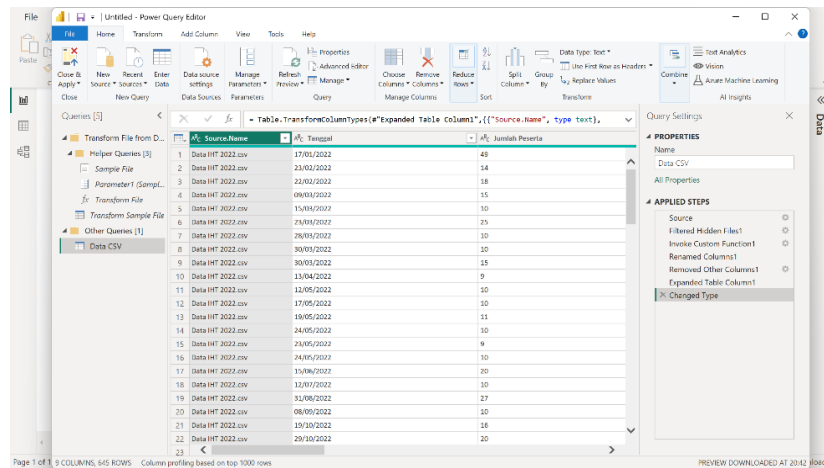 File
Untitled - Power Query Editor
File Home Transform Add Column View Tools Help
Paste
Close & Apply
New Source
Recent Sources
Enter Data
Data source settings
Manage Parameters
Refresh Preview
Properties
Advanced Editor
Manage
Choose Columns
Remove Columns
Reduce Rows
Split Column
Group By
Data Type: Text
Use First Row as Headers
Replace Values
Combine
Text Analytics
Vision
Azure Machine Learning
Close New Query Data Sources Parameters Query Manage Columns Sort Transform AI Insights
Queries [5]
Transform File from D...
Helper Queries [3]
Sample File
Parameter1 (Sampl...
Transform File
Transform Sample File
Other Queries [1]
Data CSV
fx = Table.TransformColumnTypes(#"Expanded Table Column1",{{"Source.Name", type text},
Source.Name Tanggal Jumlah Peserta
1 Data IHT 2022.csv 17/01/2022 49
2 Data IHT 2022.csv 23/02/2022 14
3 Data IHT 2022.csv 22/02/2022 18
4 Data IHT 2022.csv 09/03/2022 15
5 Data IHT 2022.csv 15/03/2022 10
6 Data IHT 2022.csv 23/03/2022 25
7 Data IHT 2022.csv 28/03/2022 10
8 Data IHT 2022.csv 30/03/2022 10
9 Data IHT 2022.csv 30/03/2022 15
10 Data IHT 2022.csv 13/04/2022 9
11 Data IHT 2022.csv 12/05/2022 10
12 Data IHT 2022.csv 17/05/2022 10
13 Data IHT 2022.csv 19/05/2022 11
14 Data IHT 2022.csv 24/05/2022 10
15 Data IHT 2022.csv 23/05/2022 9
16 Data IHT 2022.csv 24/05/2022 10
17 Data IHT 2022.csv 15/06/2022 20
18 Data IHT 2022.csv 12/07/2022 10
19 Data IHT 2022.csv 31/08/2022 27
20 Data IHT 2022.csv 08/09/2022 10
21 Data IHT 2022.csv 19/10/2022 16
22 Data IHT 2022.csv 29/10/2022 20
23
Query Settings
PROPERTIES
Name
Data CSV
All Properties
APPLIED STEPS
Source
Filtered Hidden Files1
Invoke Custom Function1
Renamed Columns1
Removed Other Columns1
Expanded Table Column1
Changed Type
Data
Page 1 of 1
9 COLUMNS, 645 ROWS Column profiling based on top 1000 rows
PREVIEW DOWNLOADED AT 20:42